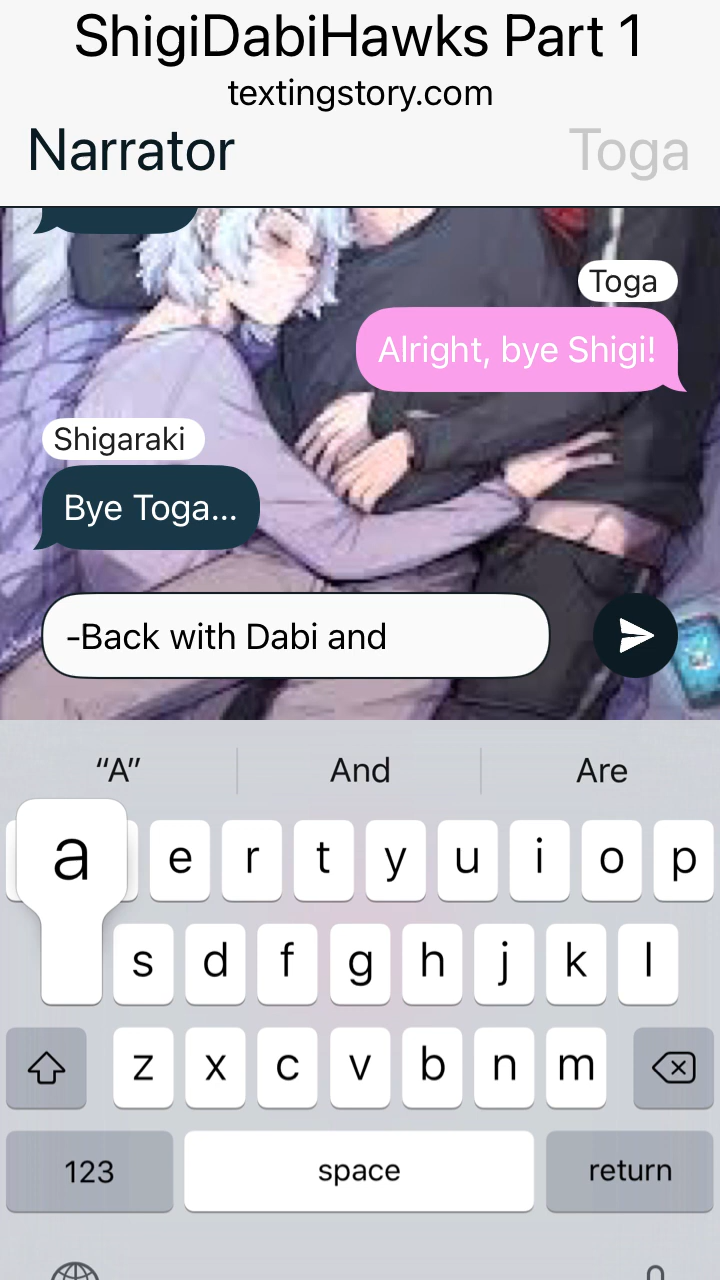 ShigiDabiHawks Part 1
textingstory.com
Narrator
Toga
Toga
Alright, bye Shigi!
Shigaraki
Bye Toga...
-Back with Dabi and
“A”
And
Are
a
e r t y u i o p
s d f g h j k l
z x c v b n m
123
space
return